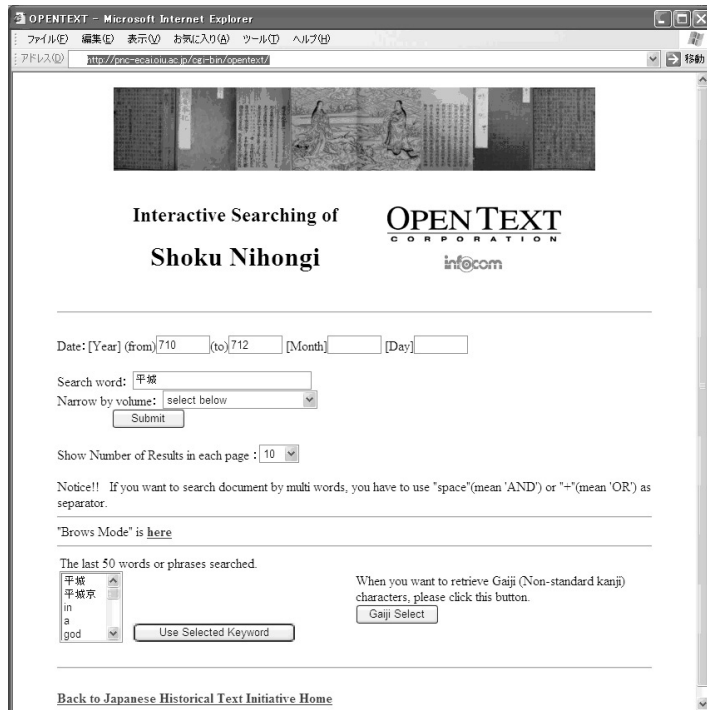 OPENTEXT - Microsoft Internet Explorer
ファイル(F) 編集(E) 表示(V) お気に入り(A) ツール(T) ヘルプ(H)
アドレス(D) http://pnc-ecai.oiu.ac.jp/cgi-bin/opentext/ 移動
Interactive Searching of
Shoku Nihongi
OPEN TEXT
CORPORATION
infocom
Date: [Year] (from) 710 (to) 712 [Month] [Day]
Search word: 平城
Narrow by volume: select below
Submit
Show Number of Results in each page : 10
Notice!! If you want to search document by multi words, you have to use "space"(mean 'AND') or "+"(mean 'OR') as
separator.
"Brows Mode" is here
The last 50 words or phrases searched.
平城
平城京
in
a
god
Use Selected Keyword
When you want to retrieve Gaiji (Non-standard kanji)
characters, please click this button.
Gaiji Select
Back to Japanese Historical Text Initiative Home